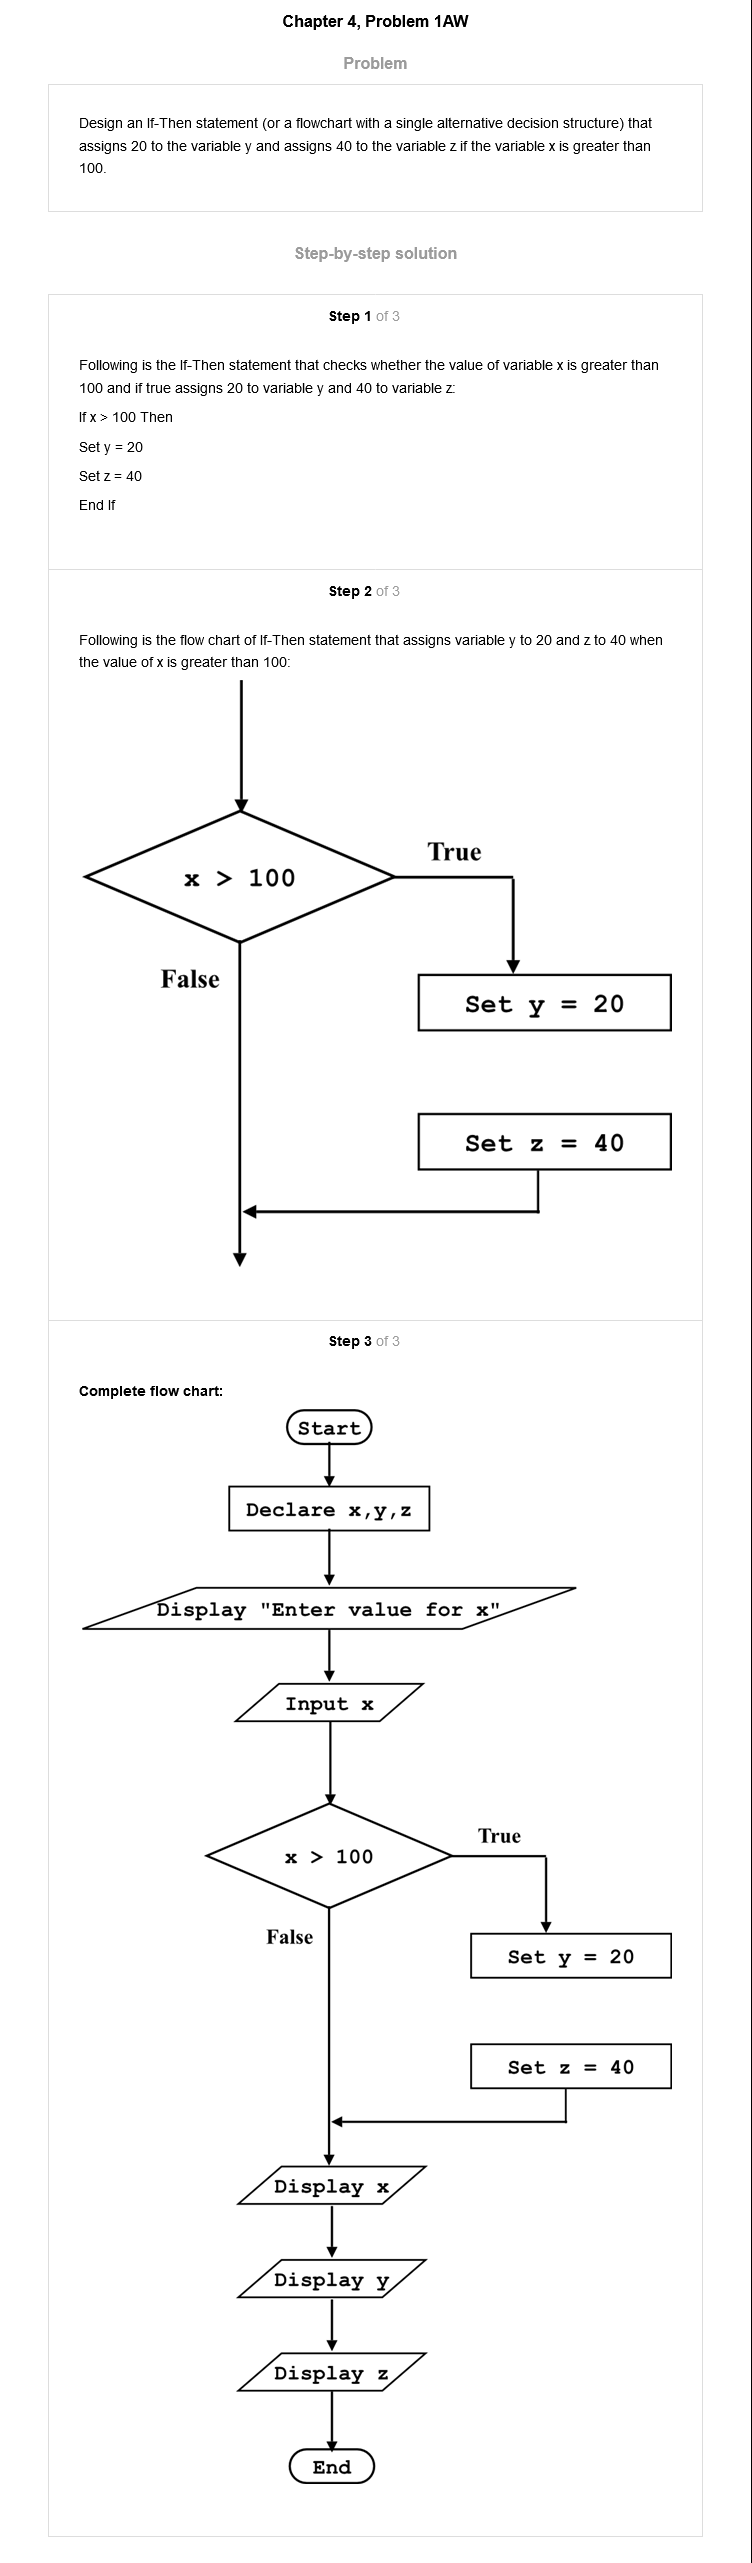 Chapter 4, Problem 1AW
Problem
Design an If-Then statement (or a flowchart with a single alternative decision structure) that
assigns 20 to the variable y and assigns 40 to the variable z if the variable x is greater than
100.
Step-by-step solution
Step 1 of 3
Following is the If-Then statement that checks whether the value of variable x is greater than
100 and if true assigns 20 to variable y and 40 to variable z:
If x > 100 Then
Set y = 20
Set z = 40
End If
Step 2 of 3
Following is the flow chart of If-Then statement that assigns variable y to 20 and z to 40 when
the value of x is greater than 100:
True
x > 100
False
Set y = 20
Set z = 40
Step 3 of 3
Complete flow chart:
Start
Declare x,y,z
Display "Enter value for x"
Input x
True
x > 100
False
Set y = 20
Set z = 40
Display x
Display y
Display z
End